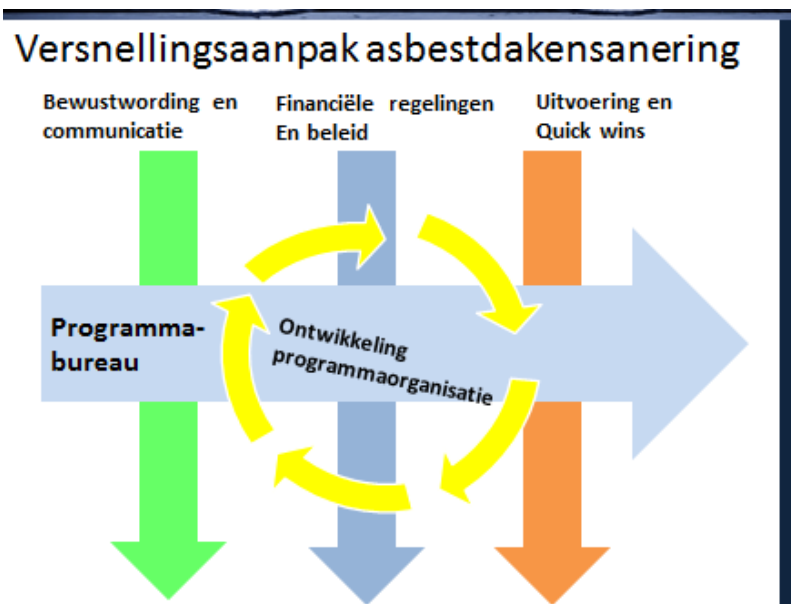 Versnellingsaanpak asbestdakensanering
Bewustwording en
communicatie
Financiële regelingen
En beleid
Uitvoering en
Quick wins
Programma-
bureau
Ontwikkeling
programmaorganisatie